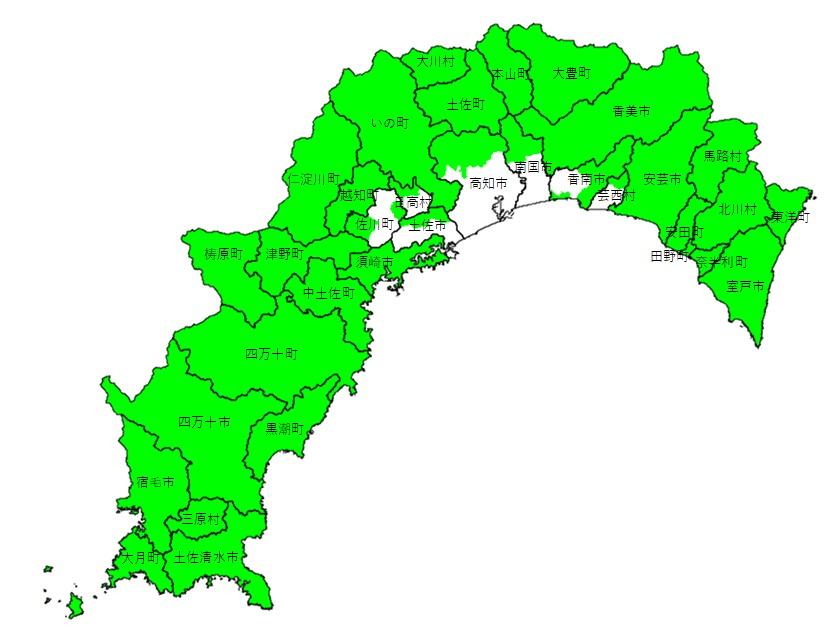 大川村
本山町
大豊町
土佐町
香美市
いの町
馬路村
南国市
仁淀川町
高知市
香南市
安芸市
越知町
芸西村
日高村
北川村
東洋町
佐川町
土佐市
安田町
梼原町
津野町
田野町
須崎市
奈半利町
中土佐町
室戸市
四万十町
四万十市
黒潮町
宿毛市
三原村
大月町
土佐清水市